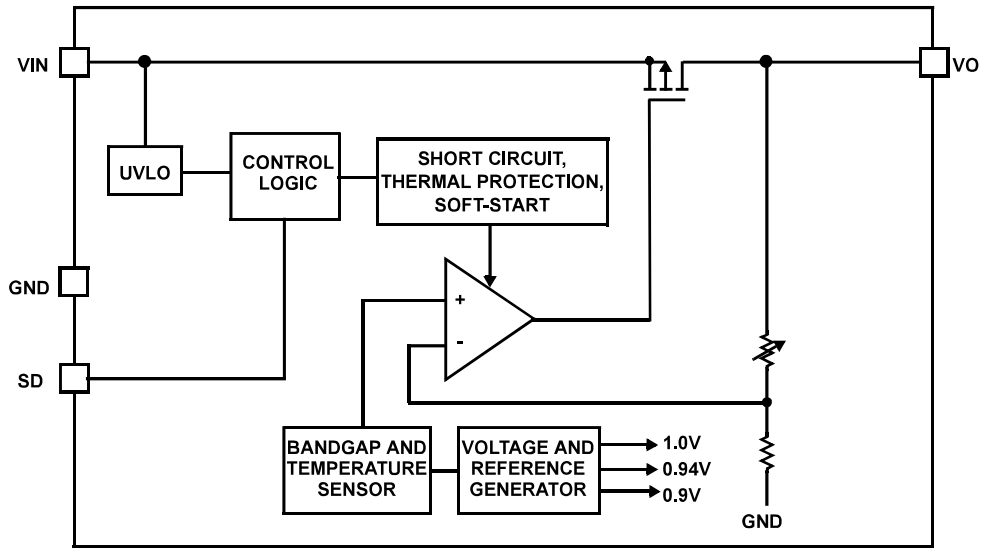 VIN
VO
UVLO
CONTROL
LOGIC
SHORT CIRCUIT,
THERMAL PROTECTION,
SOFT-START
GND
+
-
SD
BANDGAP AND
TEMPERATURE
SENSOR
VOLTAGE AND
REFERENCE
GENERATOR
1.0V
0.94V
0.9V
GND